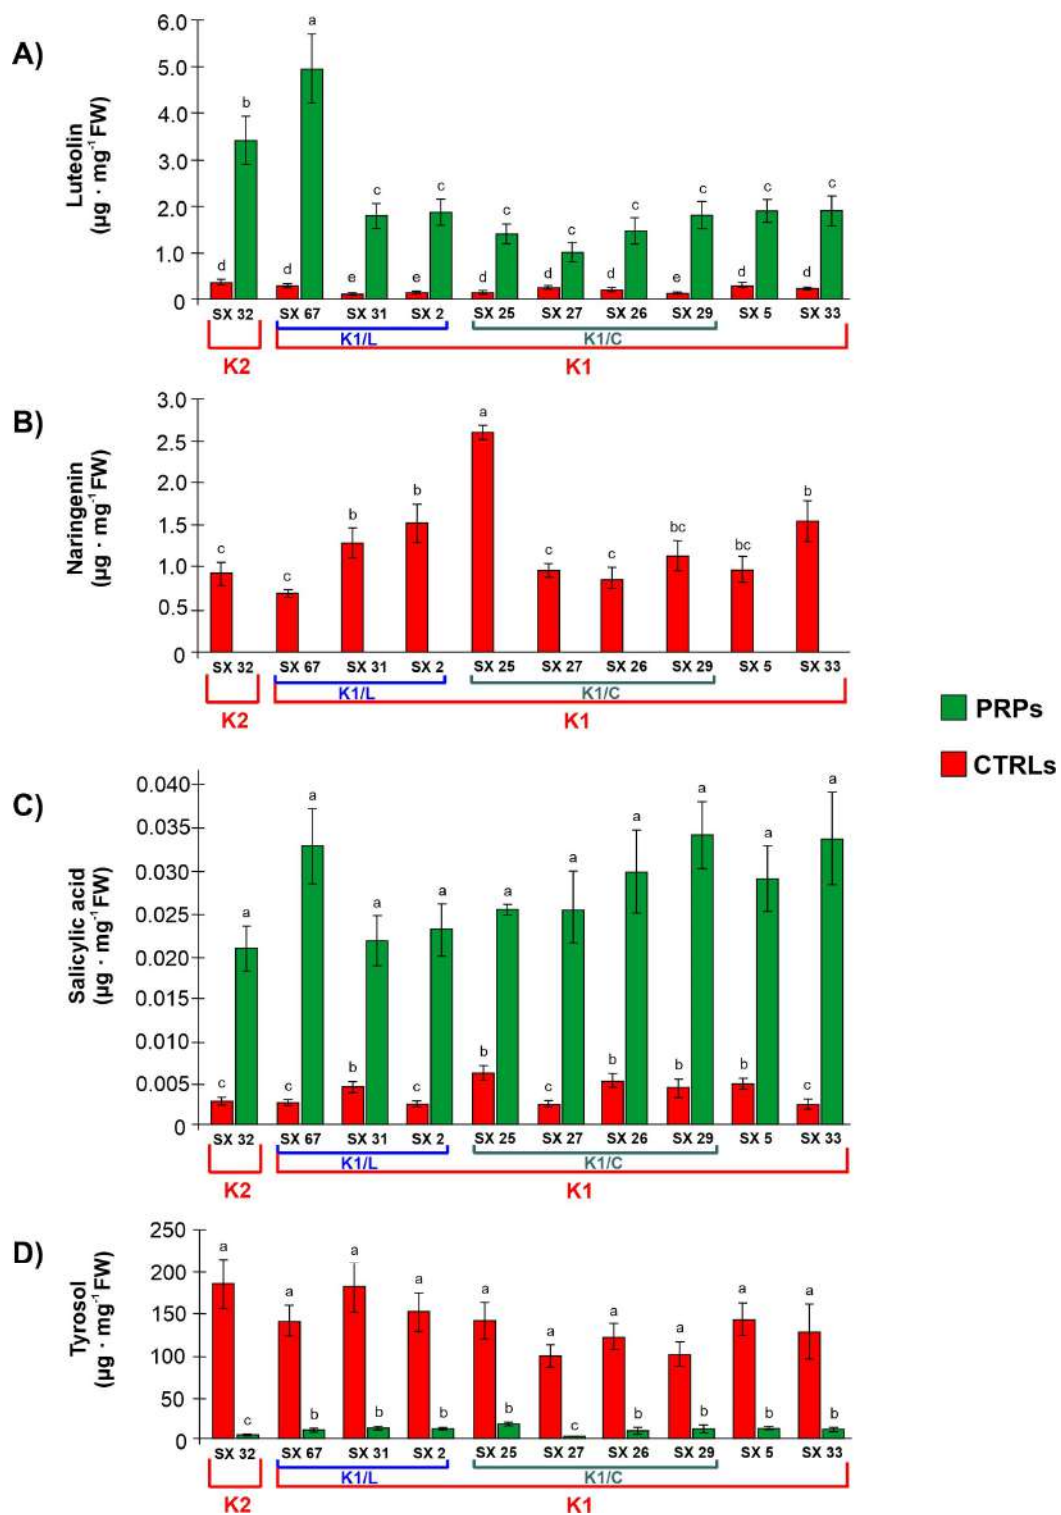 A)
Luteolin
(µg · mg⁻¹ FW)
6.0
5.0
4.0
3.0
2.0
1.0
0
d b d a e c e c d c d c d c e c d c d c
SX 32 SX 67 SX 31 SX 2 SX 25 SX 27 SX 26 SX 29 SX 5 SX 33
K1/L K1/C
K2 K1
B)
Naringenin
(µg · mg⁻¹ FW)
3.0
2.5
2.0
1.5
1.0
0.5
0
c c b b a c c bc bc b
SX 32 SX 67 SX 31 SX 2 SX 25 SX 27 SX 26 SX 29 SX 5 SX 33
K1/L K1/C
K2 K1
PRPs
CTRLs
C)
Salicylic acid
(µg · mg⁻¹ FW)
0.040
0.035
0.030
0.025
0.020
0.015
0.010
0.005
0
c a c a b a c a b a c a b a b a b a c a
SX 32 SX 67 SX 31 SX 2 SX 25 SX 27 SX 26 SX 29 SX 5 SX 33
K1/L K1/C
K2 K1
D)
Tyrosol
(µg · mg⁻¹ FW)
250
200
150
100
50
0
a c a b a b a b a b a c a b a b a b a b
SX 32 SX 67 SX 31 SX 2 SX 25 SX 27 SX 26 SX 29 SX 5 SX 33
K1/L K1/C
K2 K1